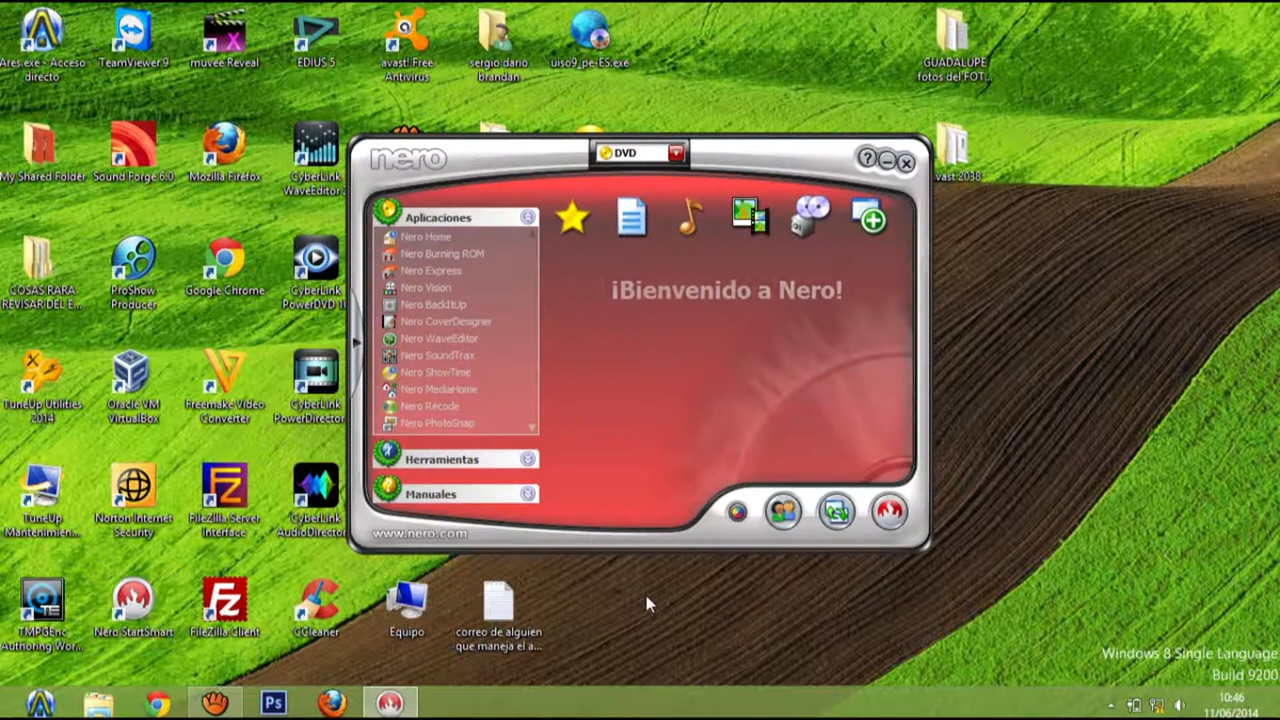 Ares.exe - Acceso
directo
TeamViewer 9
muvee Reveal
EDIUS 5
avast! Free
Antivirus
sergio dario
brandan
uiso9_pe-ES.exe
GUADALUPE
fotos del FOT...
My Shared Folder
Sound Forge 6.0
Mozilla Firefox
CyberLink
WaveEditor
COSAS RARA
REVISAR DEL E...
ProShow
Producer
Google Chrome
CyberLink
PowerDVD
TuneUp Utilities
2014
Oracle VM
VirtualBox
Freemake Video
Converter
CyberLink
PowerDirector
TuneUp
Mantenimien...
Norton Internet
Security
FileZilla Server
Interface
CyberLink
AudioDirector
TMPGEnc
Authoring Wor...
Nero StartSmart
FileZilla Client
CCleaner
Equipo
correo de alguien
que maneja el a...
nero
DVD
Aplicaciones
Nero Home
Nero Burning ROM
Nero Express
Nero Vision
Nero BackItUp
Nero CoverDesigner
Nero WaveEditor
Nero SoundTrax
Nero ShowTime
Nero MediaHome
Nero Recode
Nero PhotoSnap
Herramientas
Manuales
www.nero.com
¡Bienvenido a Nero!
Ps
Windows 8 Single Language
Build 9200
10:46
11/06/2014